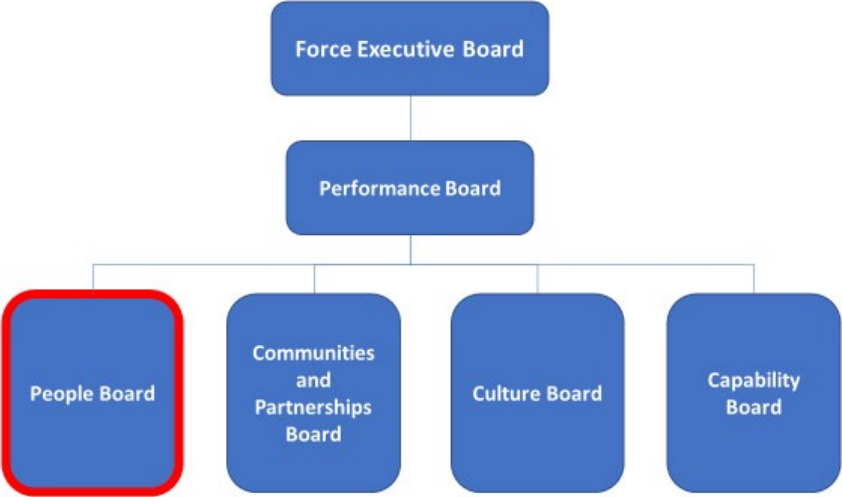 Force Executive Board
Performance Board
People Board
Communities
and
Partnerships
Board
Culture Board
Capability
Board